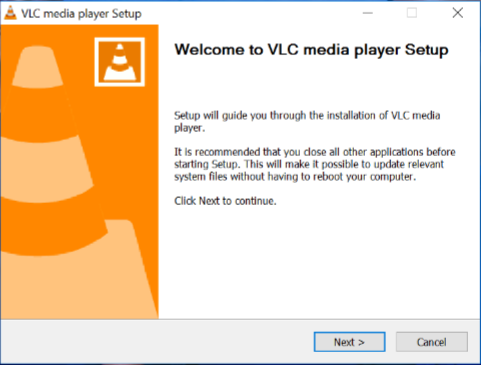 VLC media player Setup
Welcome to VLC media player Setup
Setup will guide you through the installation of VLC media
player.
It is recommended that you close all other applications before
starting Setup. This will make it possible to update relevant
system files without having to reboot your computer.
Click Next to continue.
Next >
Cancel